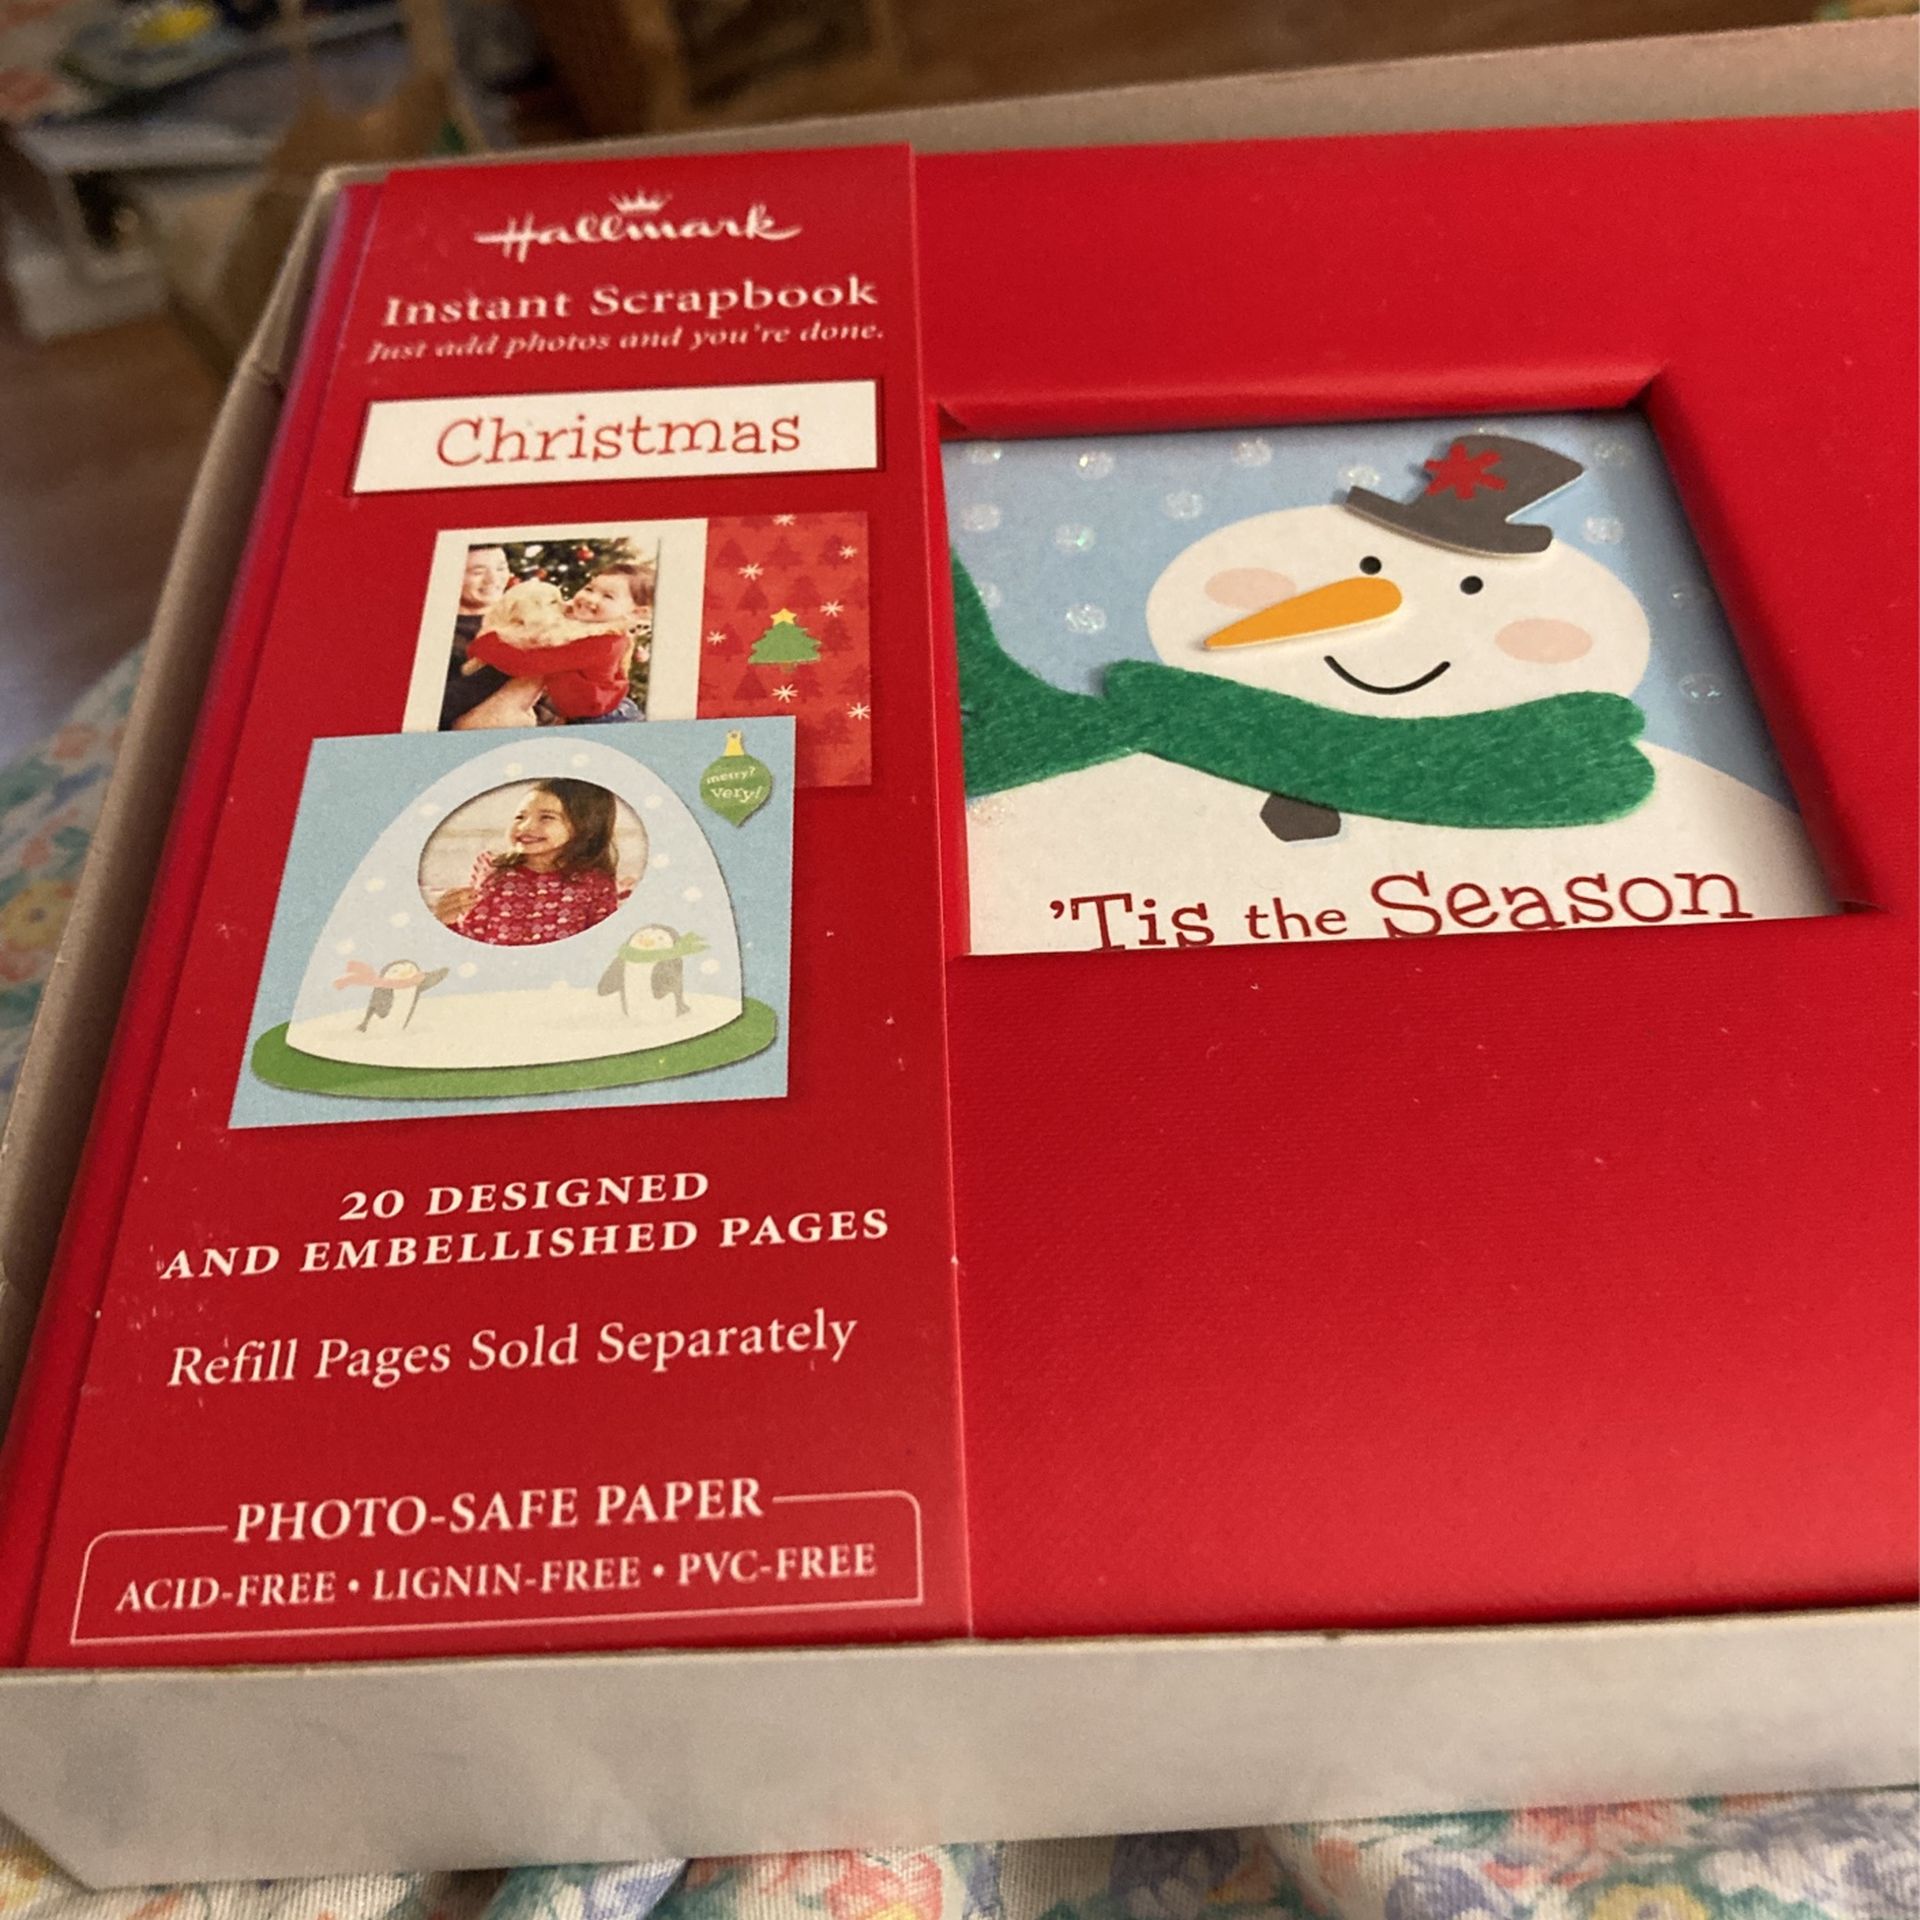 Hallmark
Instant Scrapbook
Just add photos and you're done.
Christmas
merry?
very!
20 DESIGNED
AND EMBELLISHED PAGES
Refill Pages Sold Separately
PHOTO-SAFE PAPER
ACID-FREE • LIGNIN-FREE • PVC-FREE
'Tis the Season